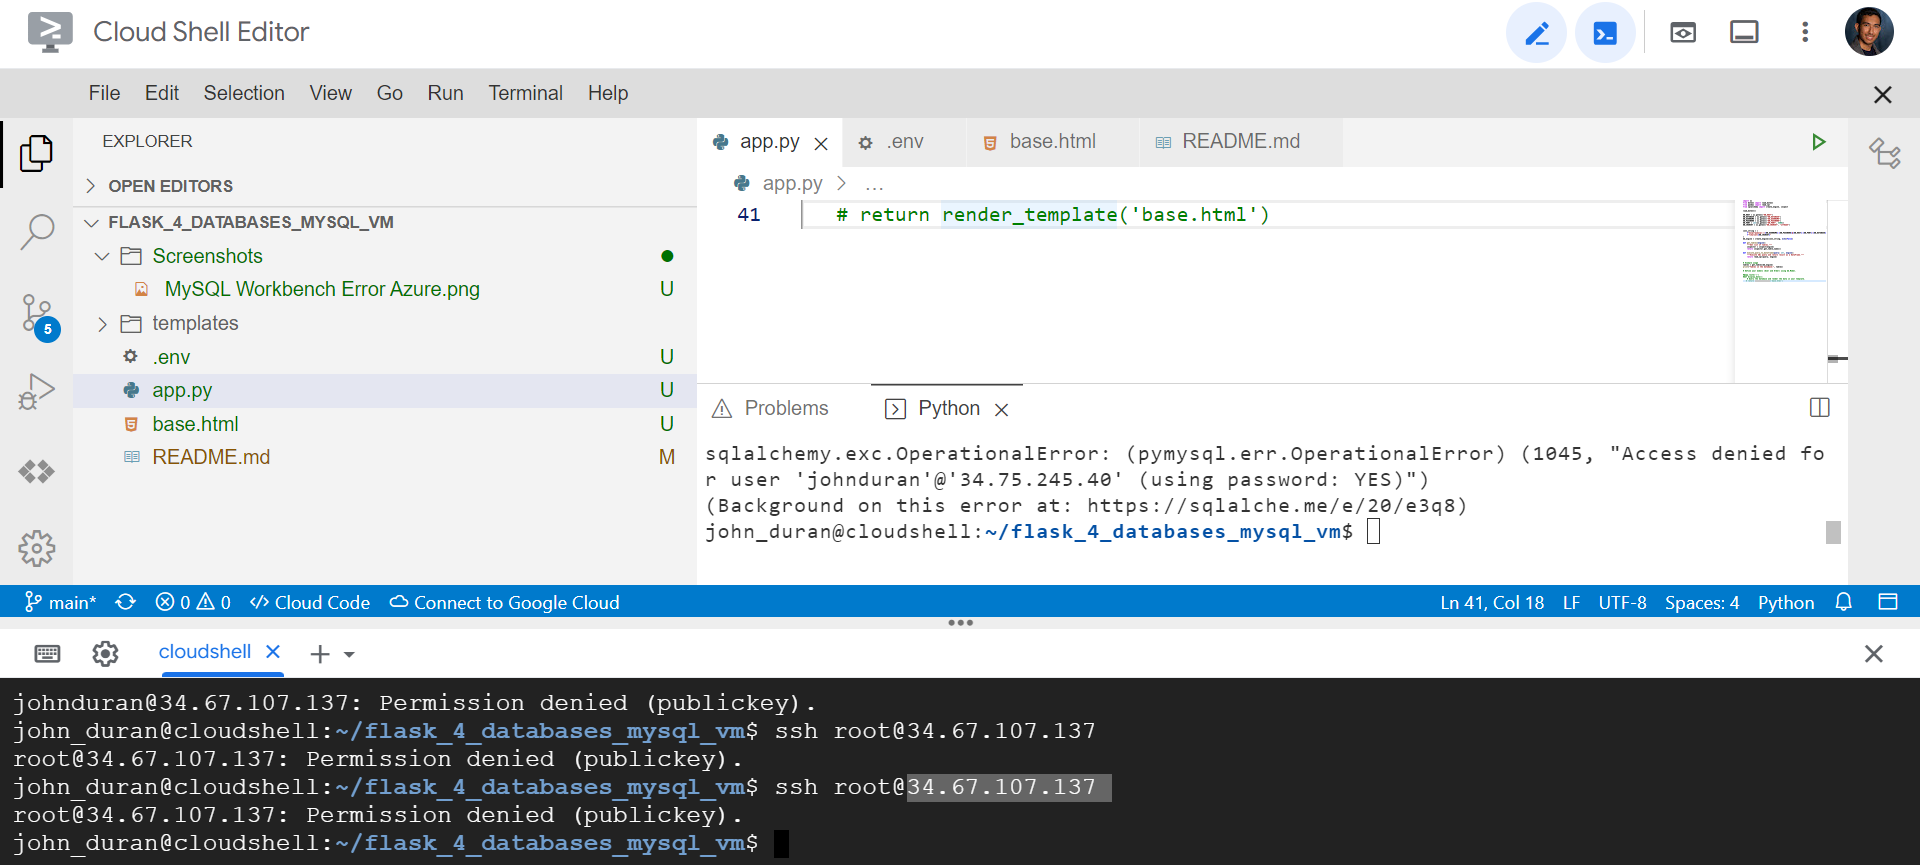 Cloud Shell Editor
File Edit Selection View Go Run Terminal Help
EXPLORER
OPEN EDITORS
FLASK_4_DATABASES_MYSQL_VM
Screenshots
MySQL Workbench Error Azure.png U
templates
.env U
app.py U
base.html U
README.md M
5
app.py .env base.html README.md
app.py > ...
41 # return render_template('base.html')
Problems Python
sqlalchemy.exc.OperationalError: (pymysql.err.OperationalError) (1045, "Access denied fo
r user 'johnduran'@'34.75.245.40' (using password: YES)")
(Background on this error at: https://sqlalche.me/e/20/e3q8)
john_duran@cloudshell:~/flask_4_databases_mysql_vm$
main* 0 0 Cloud Code Connect to Google Cloud Ln 41, Col 18 LF UTF-8 Spaces: 4 Python
cloudshell
johnduran@34.67.107.137: Permission denied (publickey).
john_duran@cloudshell:~/flask_4_databases_mysql_vm$ ssh root@34.67.107.137
root@34.67.107.137: Permission denied (publickey).
john_duran@cloudshell:~/flask_4_databases_mysql_vm$ ssh root@34.67.107.137
root@34.67.107.137: Permission denied (publickey).
john_duran@cloudshell:~/flask_4_databases_mysql_vm$